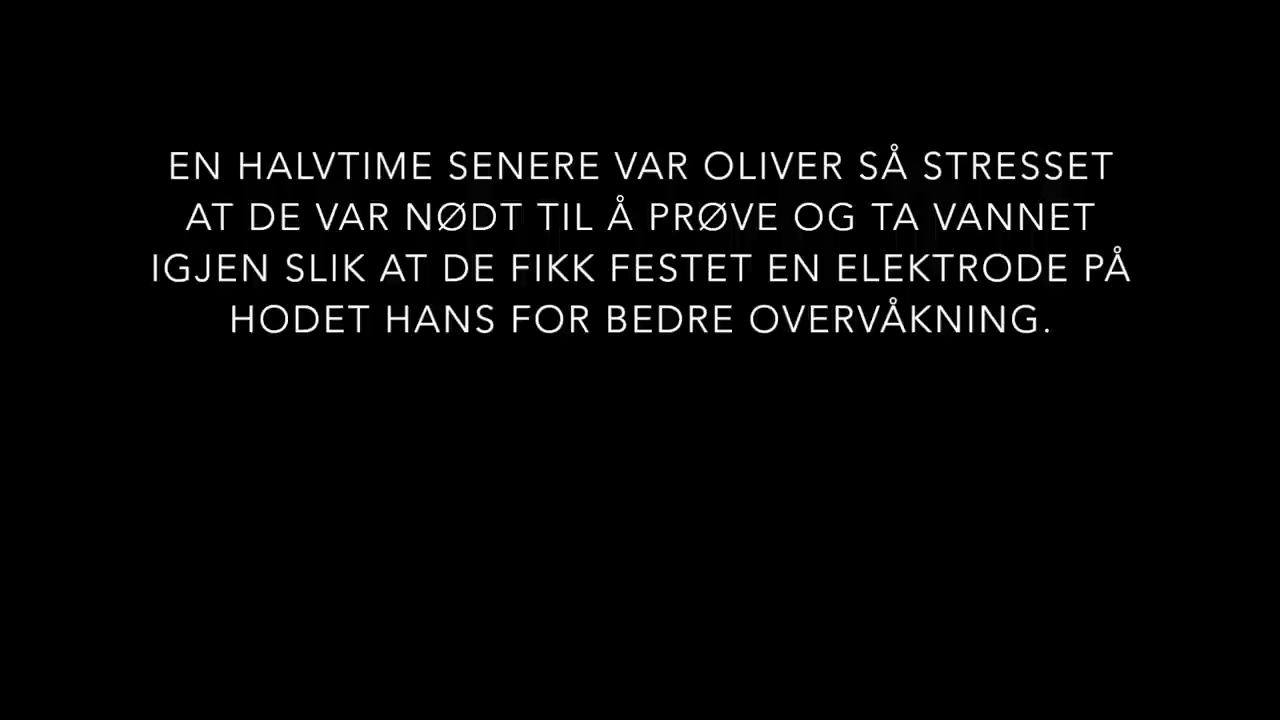 EN HALVTIME SENERE VAR OLIVER SÅ STRESSET
AT DE VAR NØDT TIL Å PRØVE OG TA VANNET
IGJEN SLIK AT DE FIKK FESTET EN ELEKTRODE PÅ
HODET HANS FOR BEDRE OVERVÅKNING.